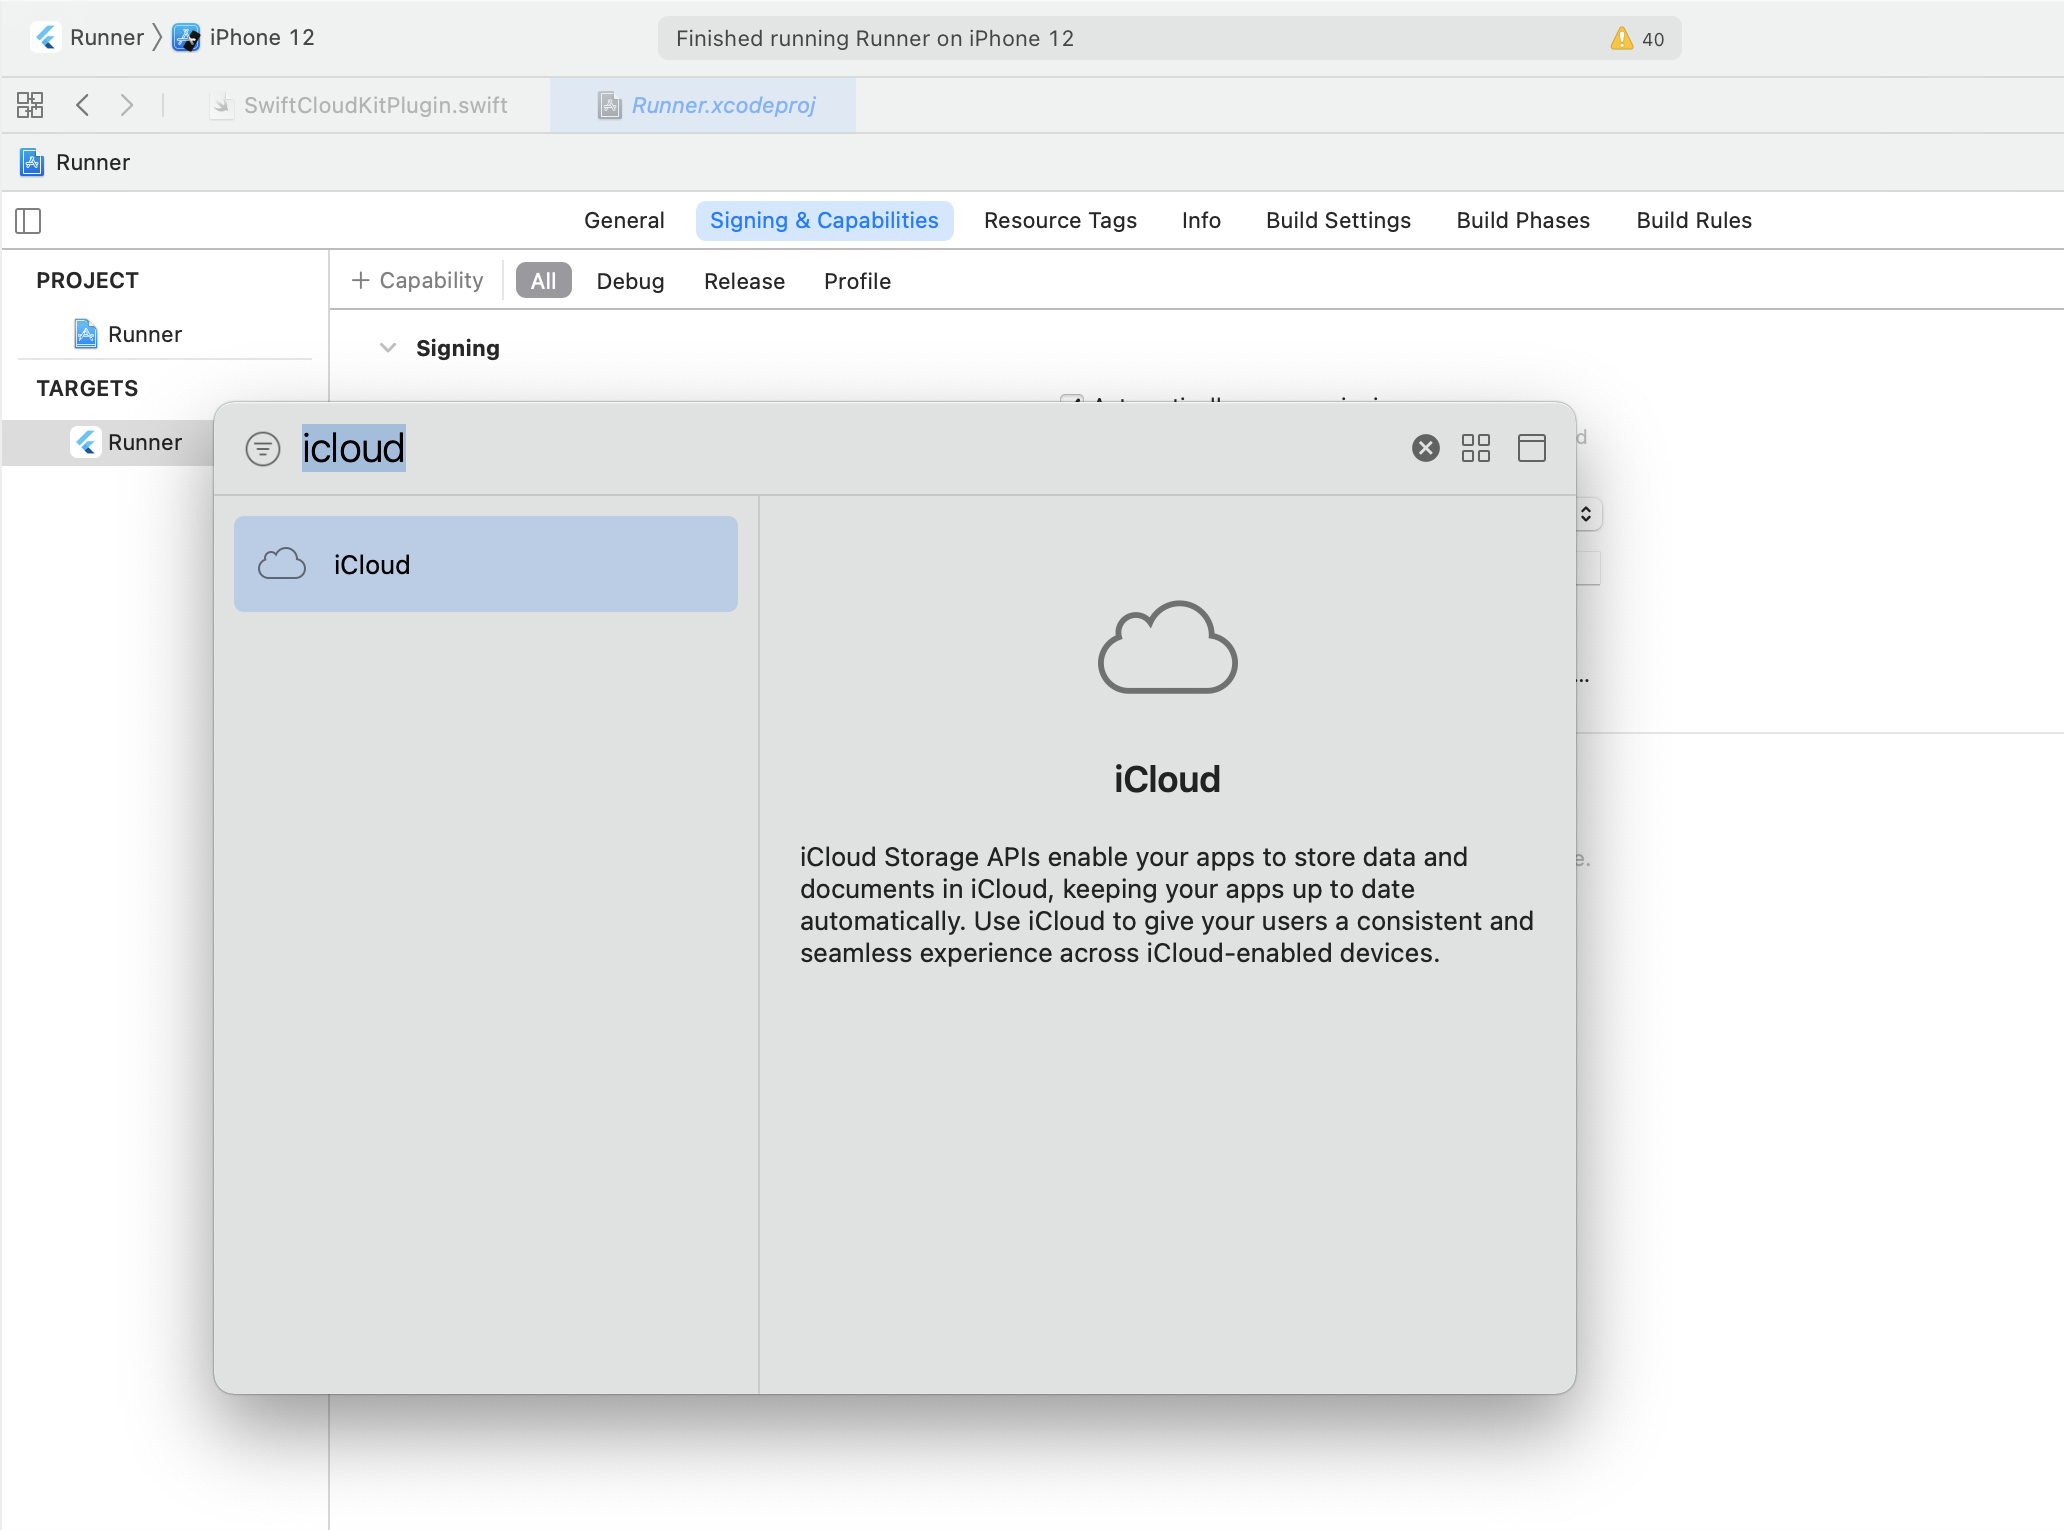 Runner
iPhone 12
Finished running Runner on iPhone 12
40
SwiftCloudKitPlugin.swift
Runner.xcodeproj
Runner
General
Signing & Capabilities
Resource Tags
Info
Build Settings
Build Phases
Build Rules
PROJECT
Runner
TARGETS
Runner
+ Capability
All
Debug
Release
Profile
Signing
icloud
iCloud
iCloud
iCloud Storage APIs enable your apps to store data and
documents in iCloud, keeping your apps up to date
automatically. Use iCloud to give your users a consistent and
seamless experience across iCloud-enabled devices.